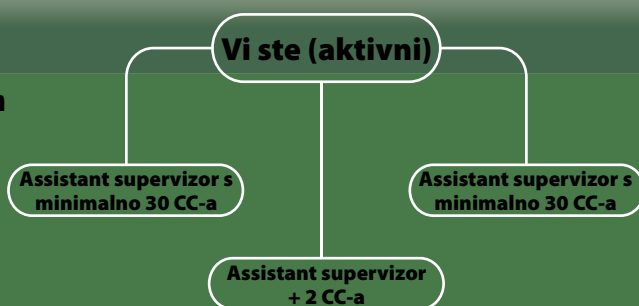 Vi ste (aktivni)
Assistant supervizor s
minimalno 30 CC-a
Assistant supervizor s
minimalno 30 CC-a
Assistant supervizor
+ 2 CC-a